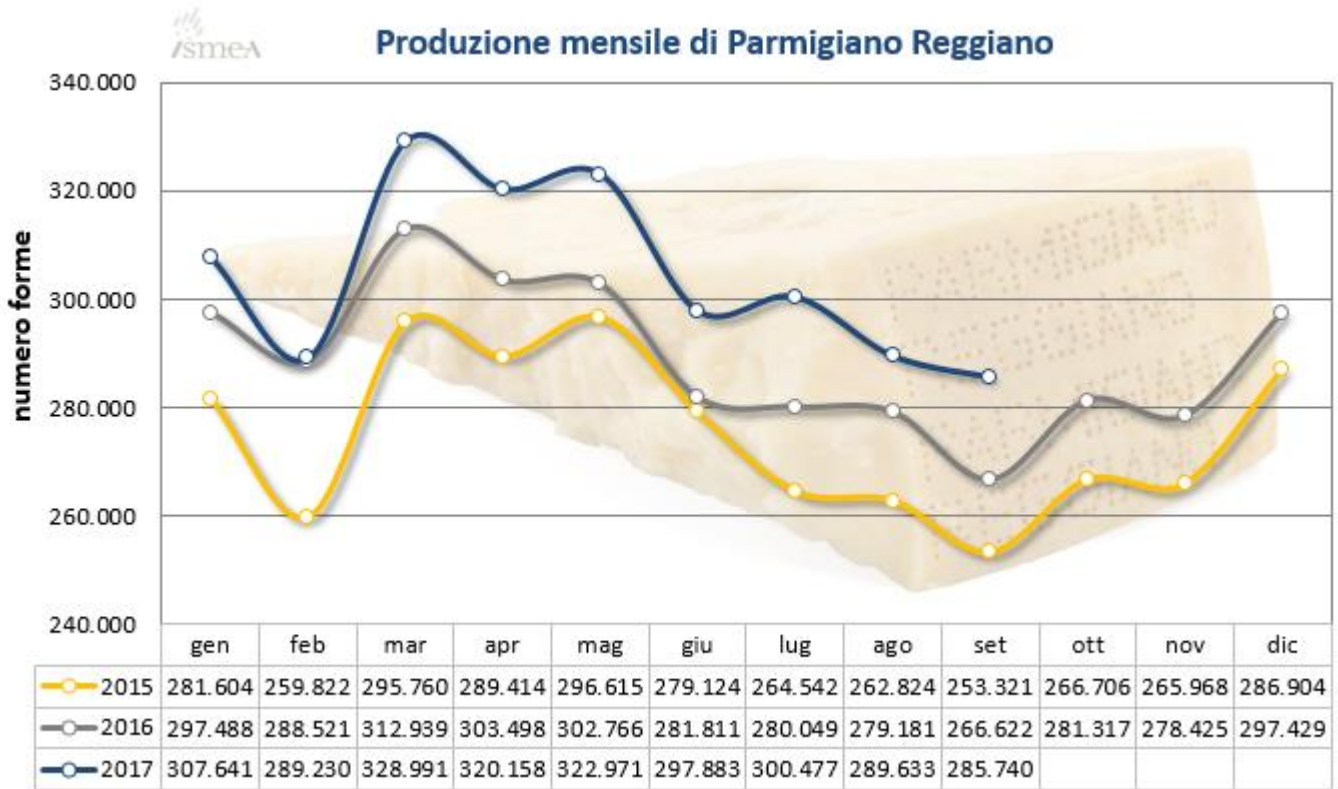 ismea
Produzione mensile di Parmigiano Reggiano
340.000
320.000
300.000
280.000
260.000
240.000
numero forme
gen feb mar apr mag giu lug ago set ott nov dic
2015 281.604 259.822 295.760 289.414 296.615 279.124 264.542 262.824 253.321 266.706 265.968 286.904
2016 297.488 288.521 312.939 303.498 302.766 281.811 280.049 279.181 266.622 281.317 278.425 297.429
2017 307.641 289.230 328.991 320.158 322.971 297.883 300.477 289.633 285.740